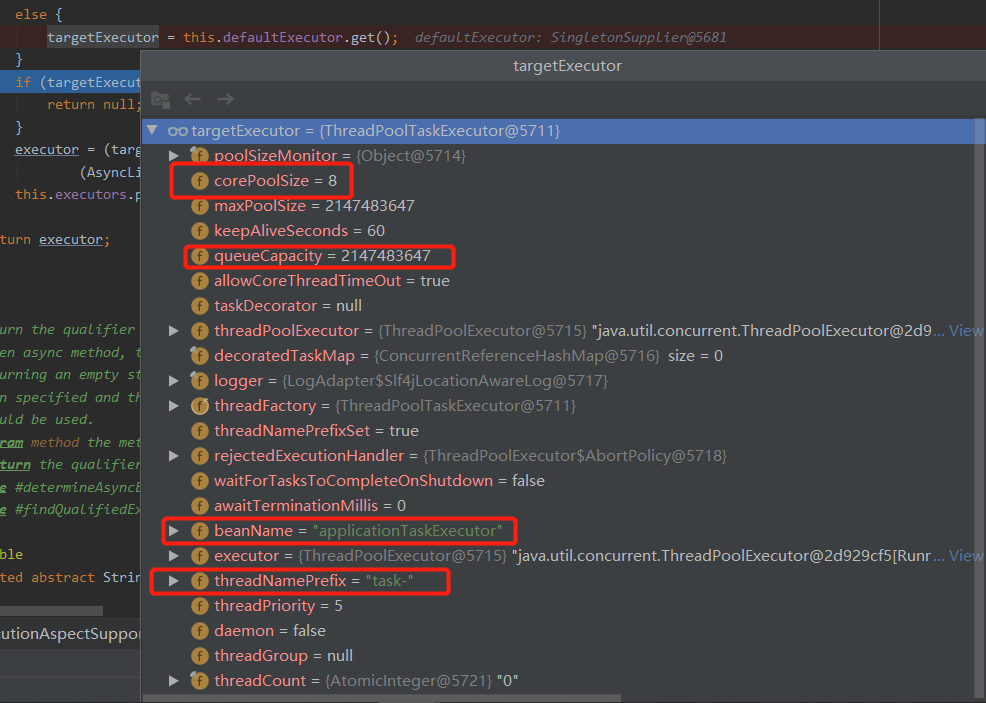 else {
targetExecutor = this.defaultExecutor.get(); defaultExecutor: SingletonSupplier@5681
}
targetExecutor
if (targetExecut
return null;
}
executor = (targ
(AsyncLi
this.executors.p
turn executor;
urn the qualifier
en async method, t
urning an empty st
n specified and th
uld be used.
ram method the met
turn the qualifier
e #determineAsyncE
e #findQualifiedEx
ble
ted abstract Strin
cutionAspectSuppor
targetExecutor = {ThreadPoolTaskExecutor@5711}
poolSizeMonitor = {Object@5714}
corePoolSize = 8
maxPoolSize = 2147483647
keepAliveSeconds = 60
queueCapacity = 2147483647
allowCoreThreadTimeOut = true
taskDecorator = null
threadPoolExecutor = {ThreadPoolExecutor@5715} "java.util.concurrent.ThreadPoolExecutor@2d9... View
decoratedTaskMap = {ConcurrentReferenceHashMap@5716} size = 0
logger = {LogAdapter$Slf4jLocationAwareLog@5717}
threadFactory = {ThreadPoolTaskExecutor@5711}
threadNamePrefixSet = true
rejectedExecutionHandler = {ThreadPoolExecutor$AbortPolicy@5718}
waitForTasksToCompleteOnShutdown = false
awaitTerminationMillis = 0
beanName = "applicationTaskExecutor"
executor = {ThreadPoolExecutor@5715} "java.util.concurrent.ThreadPoolExecutor@2d929cf5[Runr... View
threadNamePrefix = "task-"
threadPriority = 5
daemon = false
threadGroup = null
threadCount = {AtomicInteger@5721} "0"